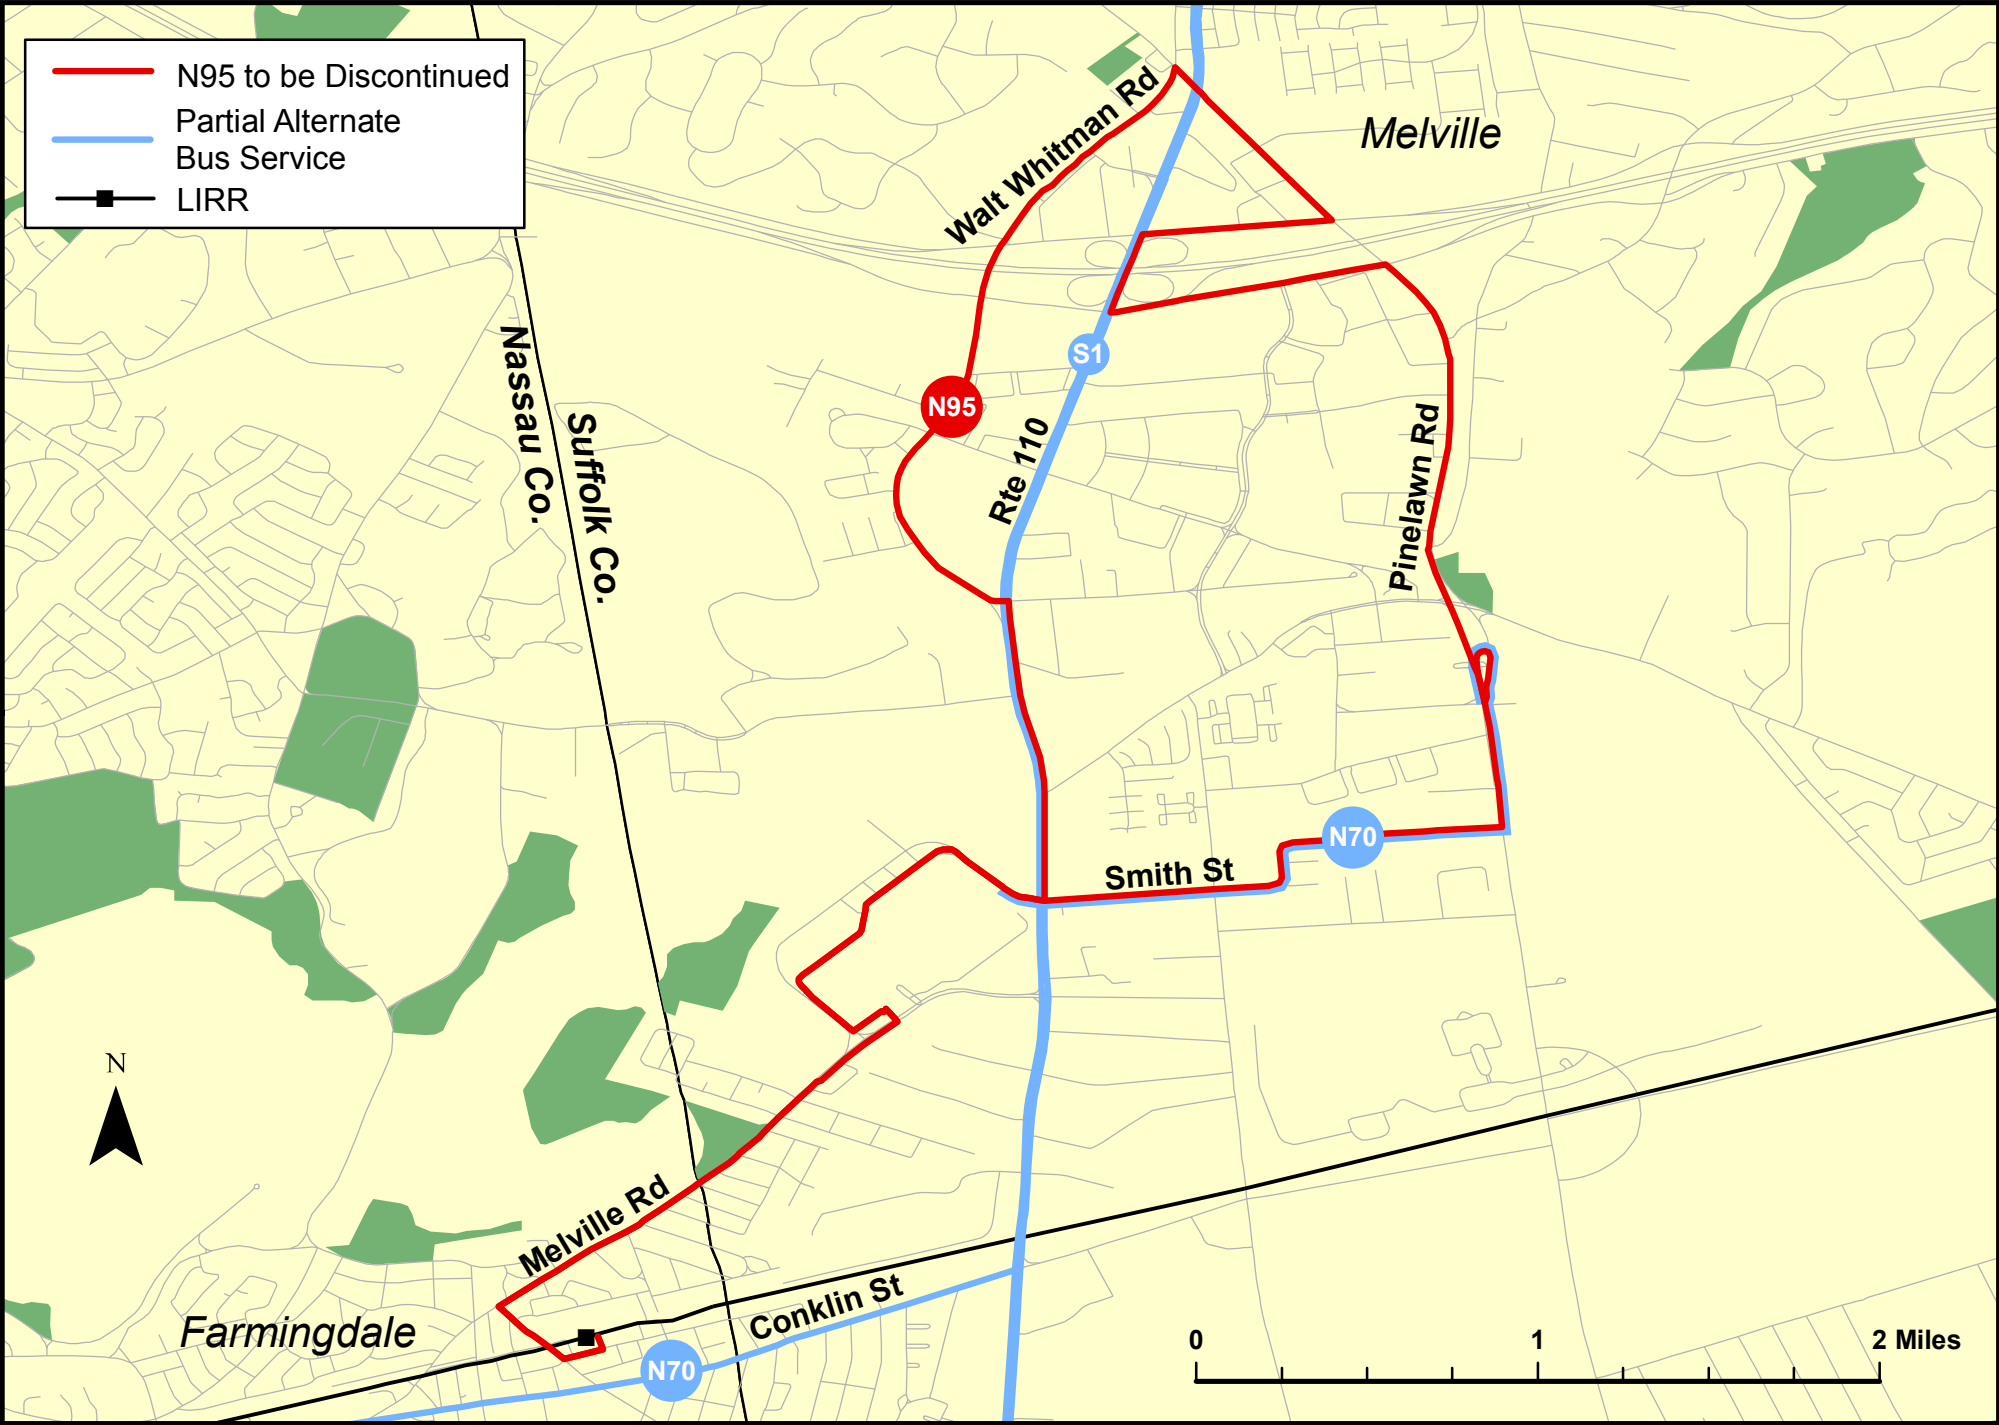 N95 to be Discontinued
Partial Alternate
Bus Service
LIRR
Melville
Walt Whitman Rd
Nassau Co.
Suffolk Co.
S1
N95
Rte 110
Pinelawn Rd
N70
Smith St
N
Melville Rd
Farmingdale
Conklin St
N70
0
1
2 Miles